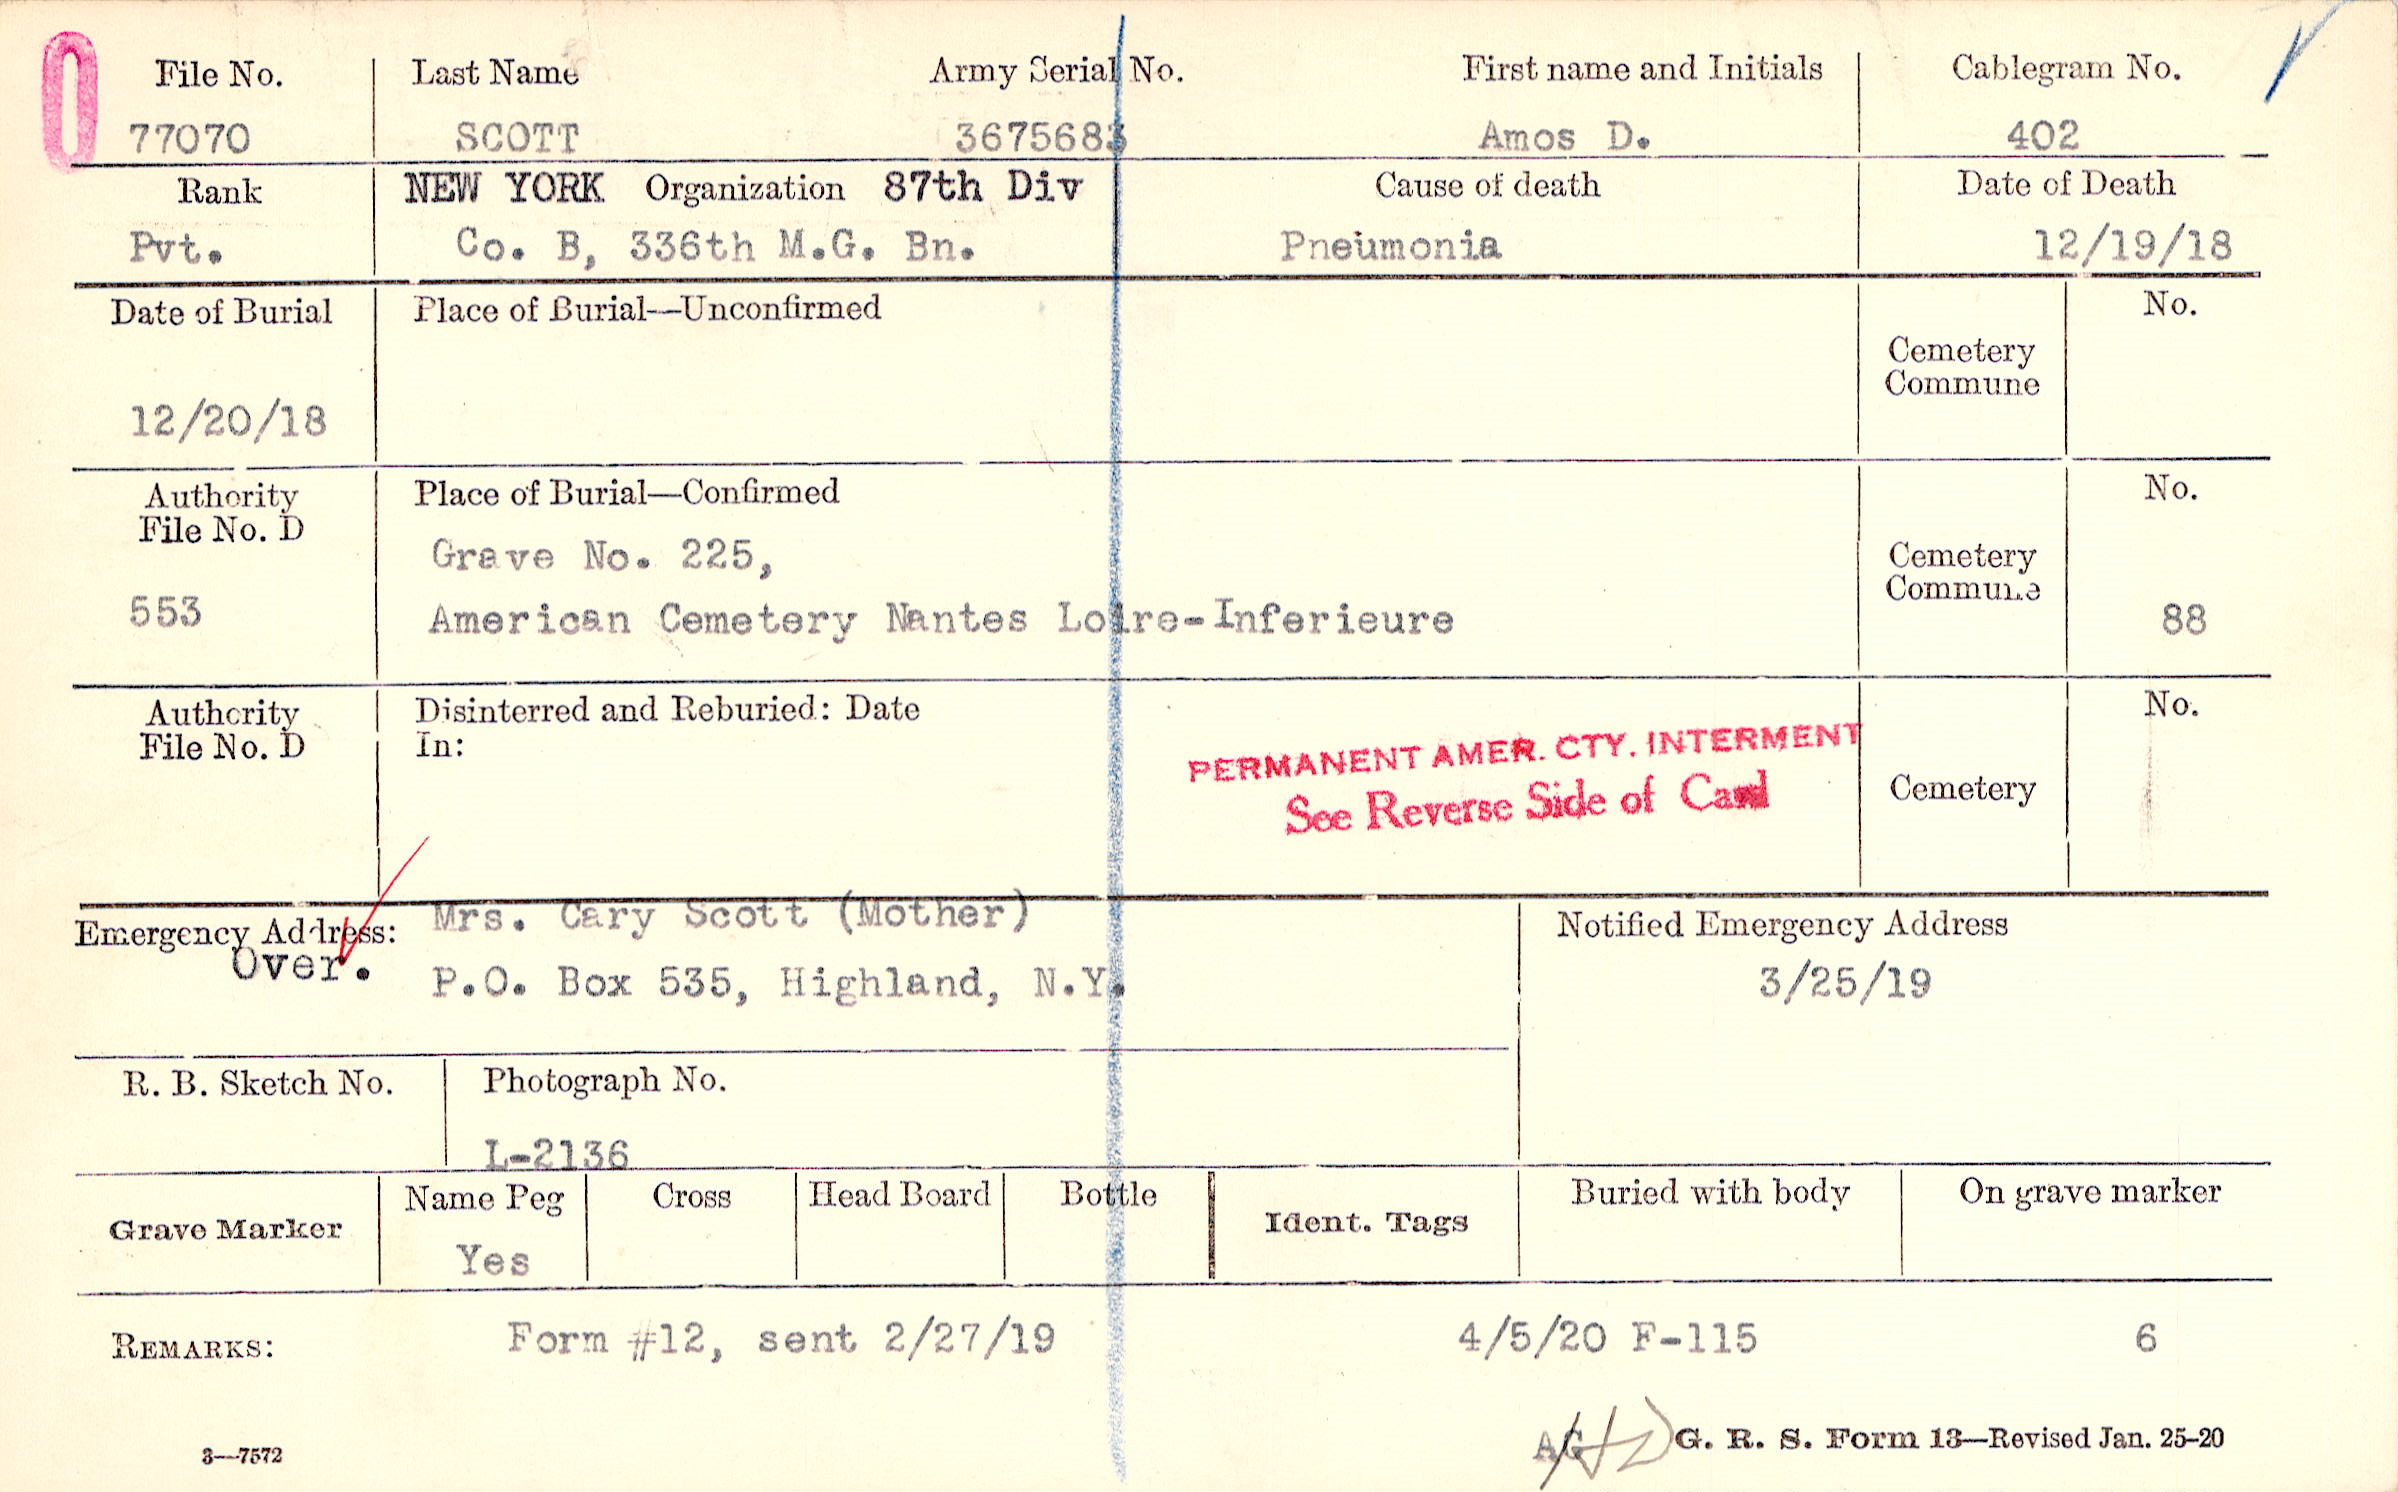 0
File No. Last Name Army Serial No. First name and Initials Cablegram No.
77070 SCOTT 3675683 Amos D. 402
Rank NEW YORK Organization 87th Div Cause of death Date of Death
Pvt. Co. B, 336th M.G. Bn. Pneumonia 12/19/18
Date of Burial Place of Burial—Unconfirmed No.
Cemetery
Commune
12/20/18
Authority Place of Burial—Confirmed No.
File No. D
Grave No. 225, Cemetery
Commune
553 American Cemetery Nantes Loire-Inferieure 88
Authority Disinterred and Reburied: Date No.
File No. D In:
PERMANENT AMER. CTY. INTERMENT
See Reverse Side of Card
Cemetery
Emergency Address: Mrs. Cary Scott (Mother) Notified Emergency Address
Over. P.O. Box 535, Highland, N.Y. 3/25/19
R. B. Sketch No. Photograph No.
L-2136
Grave Marker Name Peg Cross Head Board Bottle Ident. Tags Buried with body On grave marker
Yes
REMARKS: Form #12, sent 2/27/19 4/5/20 F-115 6
3—7572 AG G. R. S. Form 13—Revised Jan. 25-20